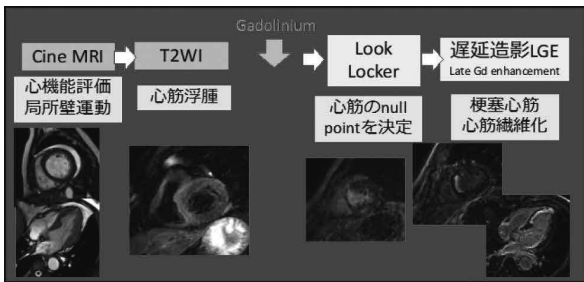 Gadolinium
Cine MRI
T2WI
Look
Locker
遅延造影LGE
Late Gd enhancement
心機能評価
局所壁運動
心筋浮腫
心筋のnull
pointを決定
梗塞心筋
心筋繊維化